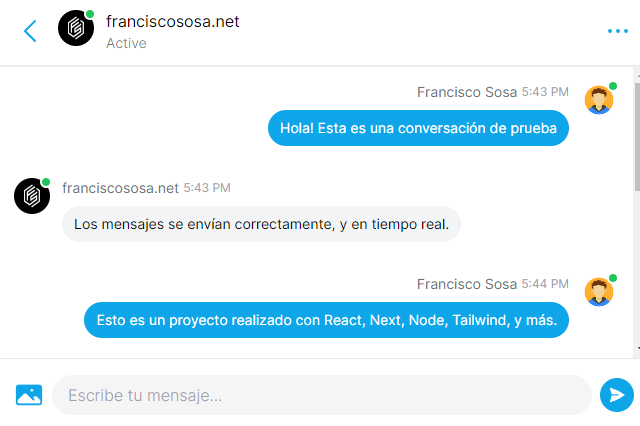 franciscososa.net
Active
Francisco Sosa 5:43 PM
Hola! Esta es una conversación de prueba
franciscososa.net 5:43 PM
Los mensajes se envían correctamente, y en tiempo real.
Francisco Sosa 5:44 PM
Esto es un proyecto realizado con React, Next, Node, Tailwind, y más.
Escribe tu mensaje...